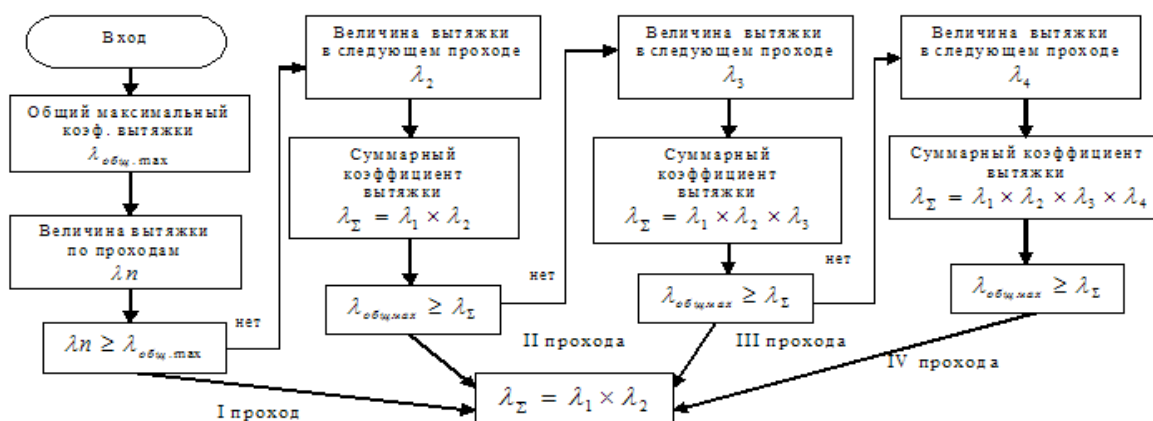 Вход
Общий максимальный
коэф. вытяжки
λобщ.max
Величина вытяжки
по проходам
λn
λn ≥ λобщ.max
нет
I проход
Величина вытяжки
в следующем проходе
λ2
Суммарный
коэффициент
вытяжки
λΣ = λ1 × λ2
λобщмах ≥ λΣ
нет
II прохода
Величина вытяжки
в следующем проходе
λ3
Суммарный
коэффициент
вытяжки
λΣ = λ1 × λ2 × λ3
λобщмах ≥ λΣ
нет
III прохода
Величина вытяжки
в следующем проходе
λ4
Суммарный коэффициент
вытяжки
λΣ = λ1 × λ2 × λ3 × λ4
λобщмах ≥ λΣ
IV прохода
λΣ = λ1 × λ2